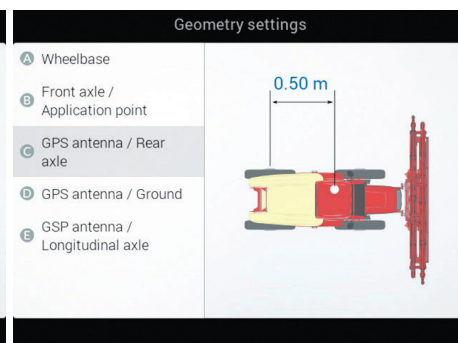 Geometry settings
A Wheelbase
B Front axle /
Application point
C GPS antenna / Rear
axle
D GPS antenna / Ground
E GSP antenna /
Longitudinal axle
0.50 m